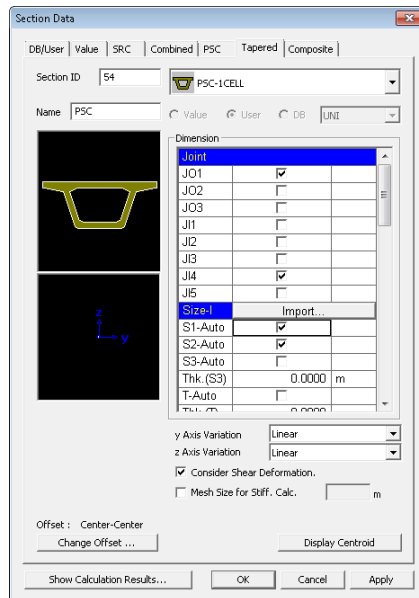 Section Data
DB/User Value SRC Combined PSC Tapered Composite
Section ID 54 PSC-1CELL
Name PSC Value User DB UNI
Dimension
Joint
JO1
JO2
JO3
JI1
JI2
JI3
JI4
JI5
Size-I Import...
S1-Auto
S2-Auto
S3-Auto
Thk.(S3) 0.0000 m
T-Auto
z
y
y Axis Variation Linear
z Axis Variation Linear
Consider Shear Deformation.
Mesh Size for Stiff. Calc. m
Offset : Center-Center
Change Offset ... Display Centroid
Show Calculation Results... OK Cancel Apply